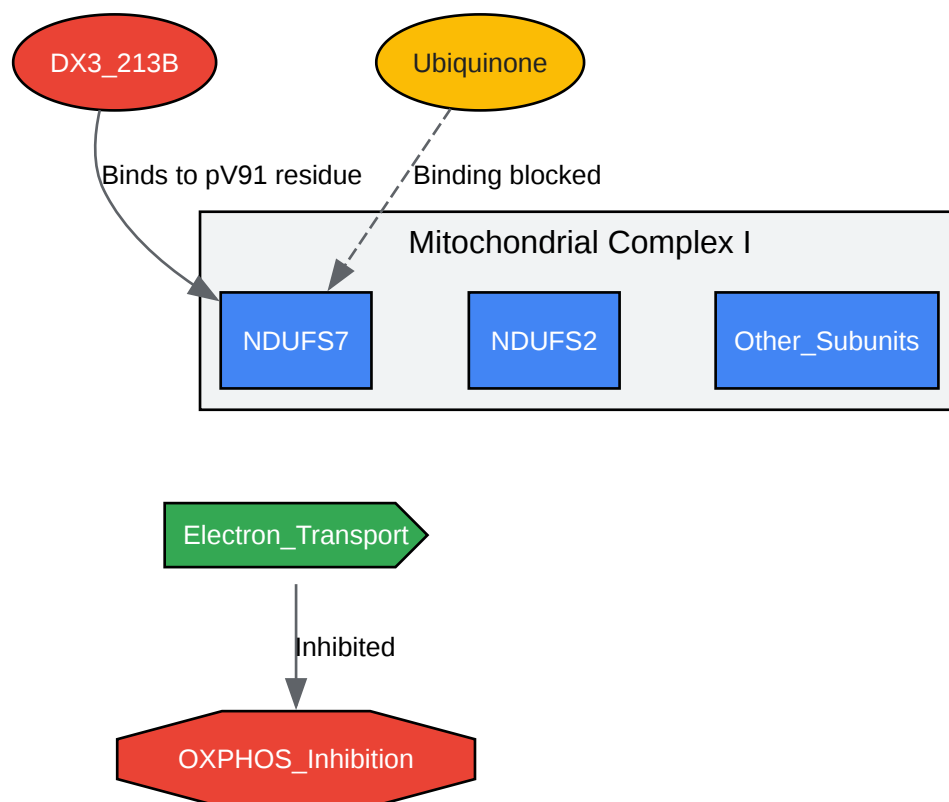 DX3_213B
Ubiquinone
Binds to pV91 residue
Binding blocked
Mitochondrial Complex I
NDUFS7
NDUFS2
Other_Subunits
Electron_Transport
Inhibited
OXPHOS_Inhibition